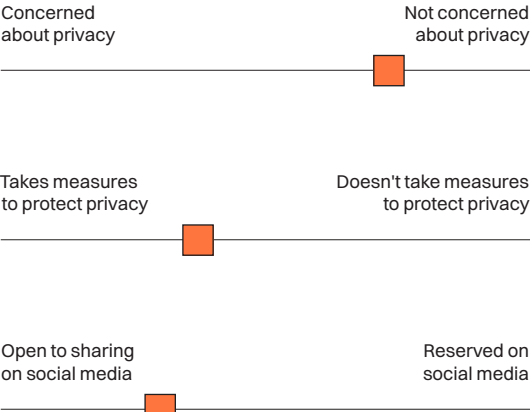 Concerned
about privacy
Not concerned
about privacy
Takes measures
to protect privacy
Doesn't take measures
to protect privacy
Open to sharing
on social media
Reserved on
social media